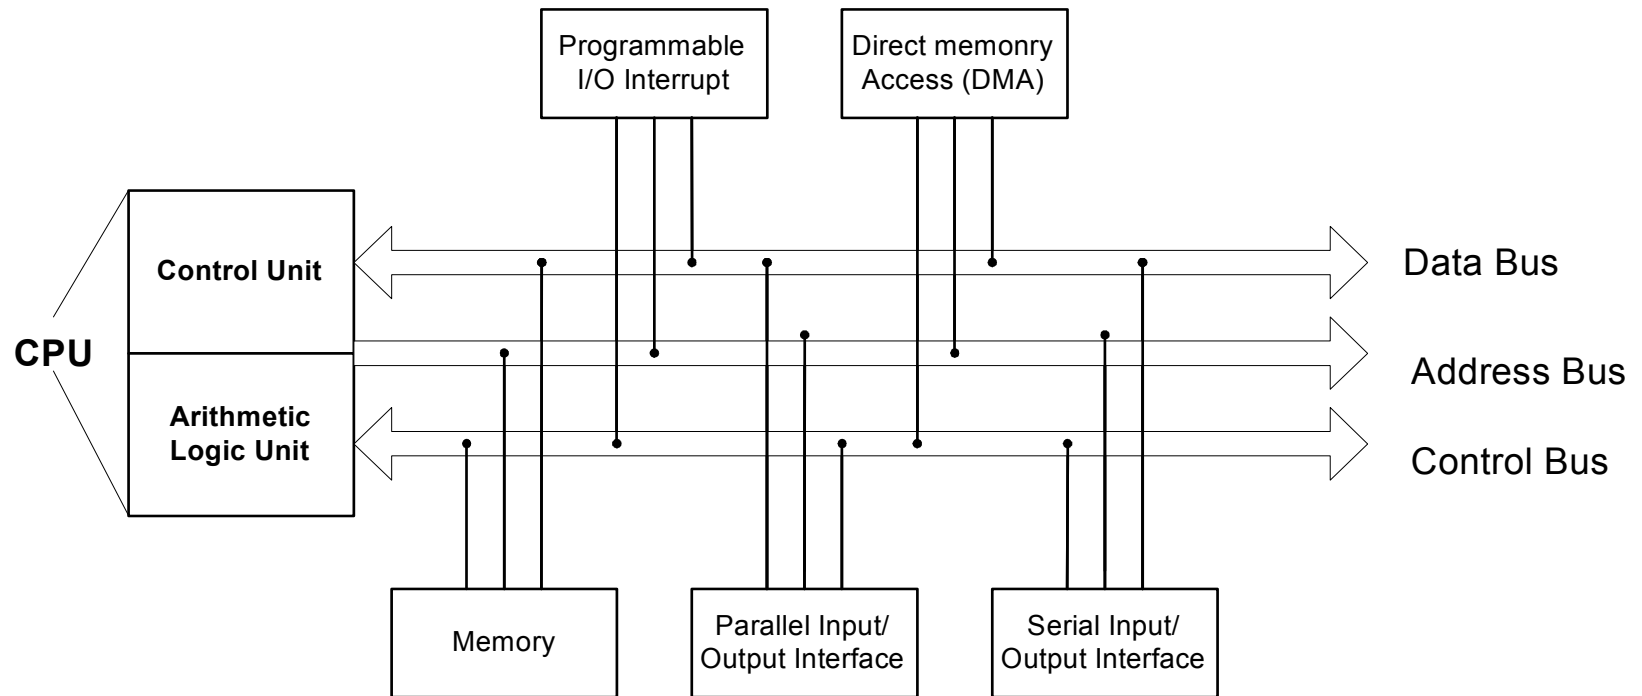 Programmable
I/O Interrupt
Direct memonry
Access (DMA)
Control Unit
Data Bus
CPU
Address Bus
Arithmetic
Logic Unit
Control Bus
Memory
Parallel Input/
Output Interface
Serial Input/
Output Interface